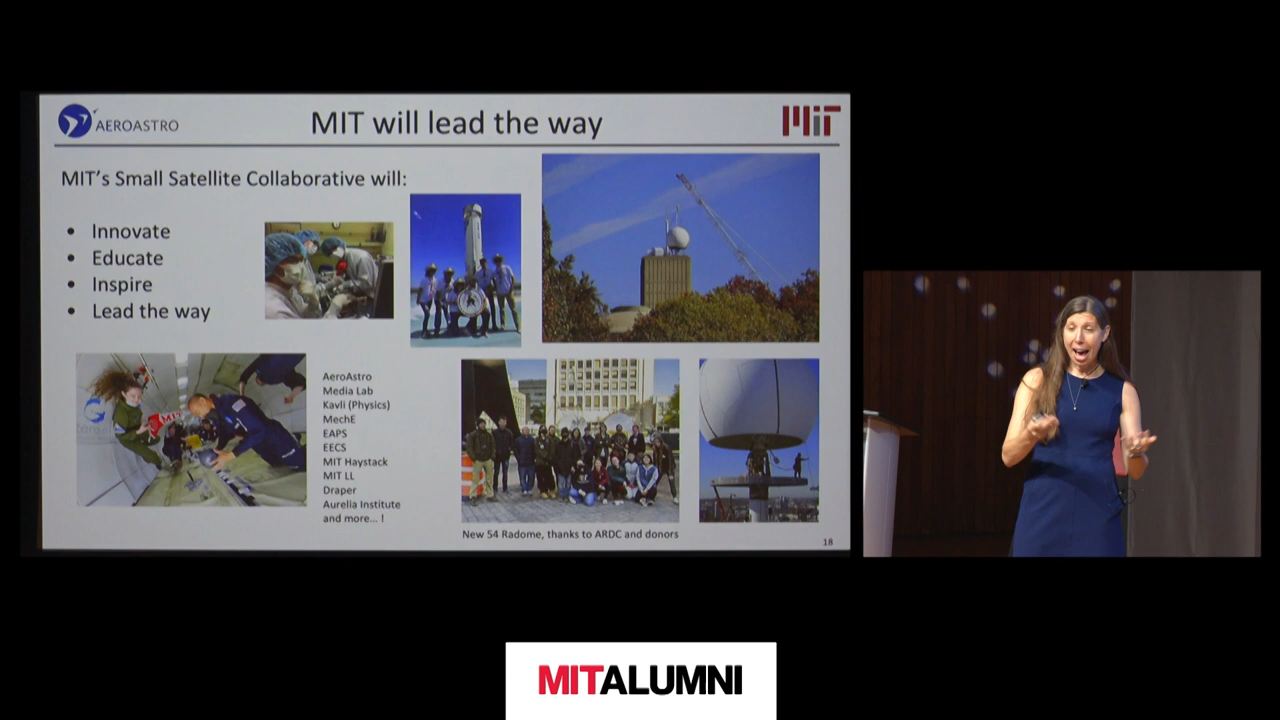 AEROASTRO
MIT will lead the way
MIT
MIT's Small Satellite Collaborative will:
• Innovate
• Educate
• Inspire
• Lead the way
AeroAstro
Media Lab
Kavli (Physics)
MechE
EAPS
EECS
MIT Haystack
MIT LL
Draper
Aurelia Institute
and more... !
New 54 Radome, thanks to ARDC and donors
18
MITALUMNI